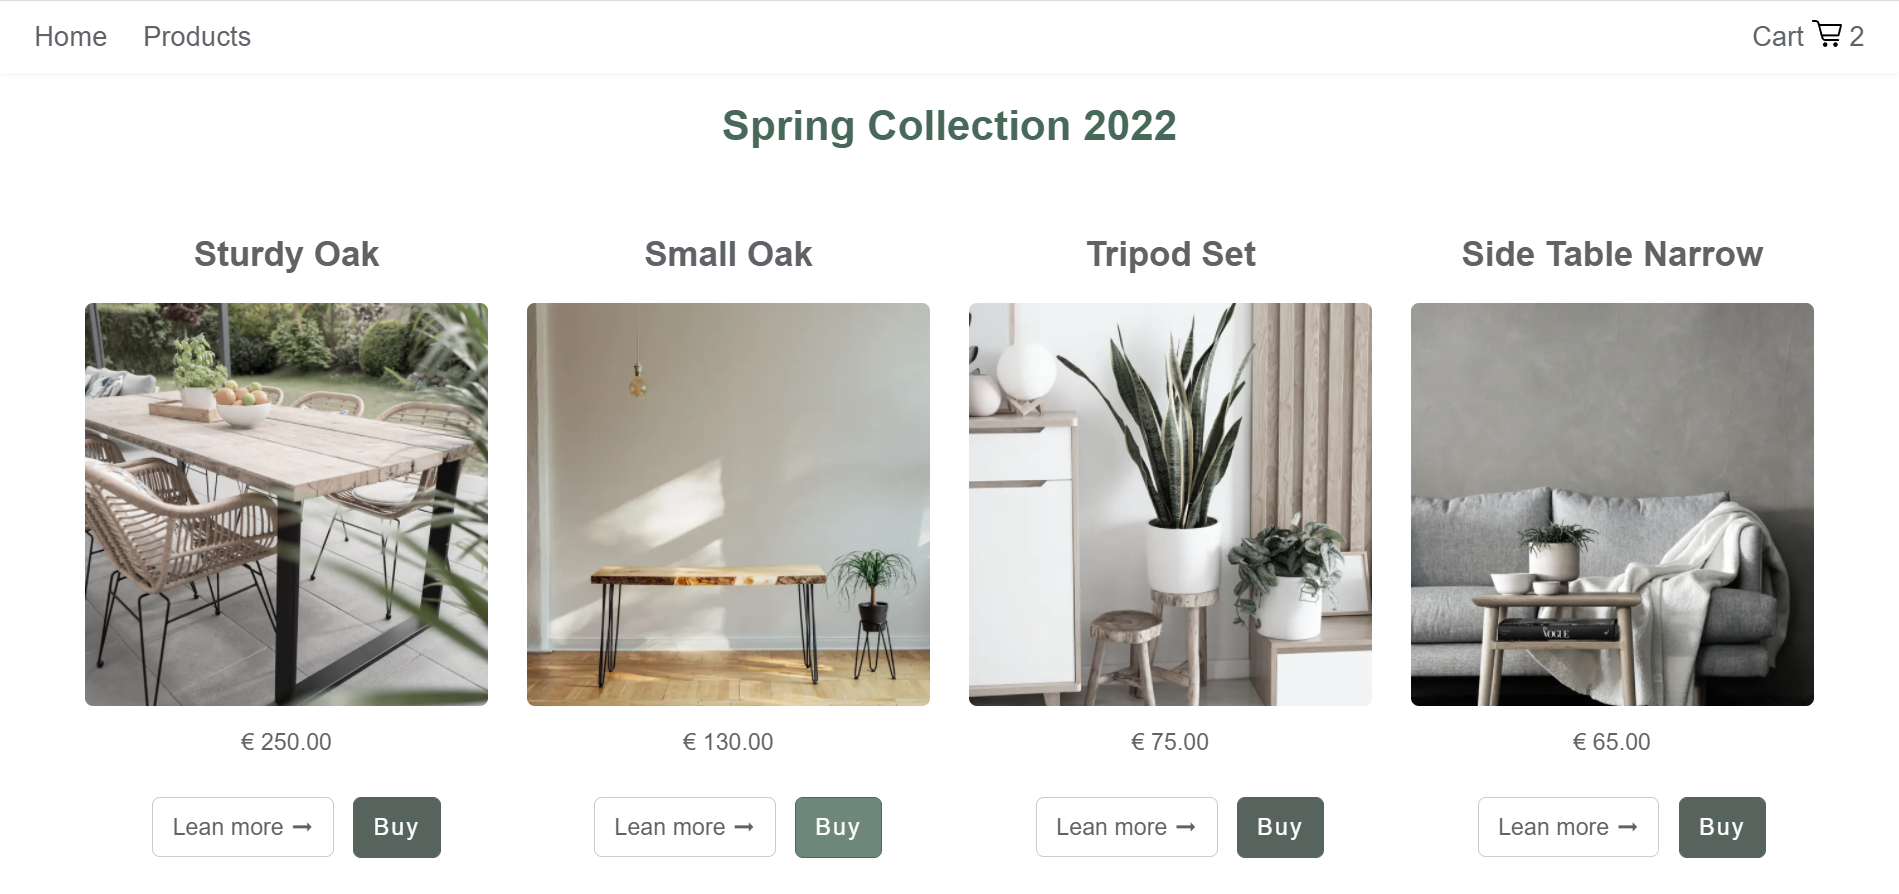 Home Products Cart 2
Spring Collection 2022
Sturdy Oak Small Oak Tripod Set Side Table Narrow
VOGUE
€ 250.00 € 130.00 € 75.00 € 65.00
Lean more → Buy Lean more → Buy Lean more → Buy Lean more → Buy